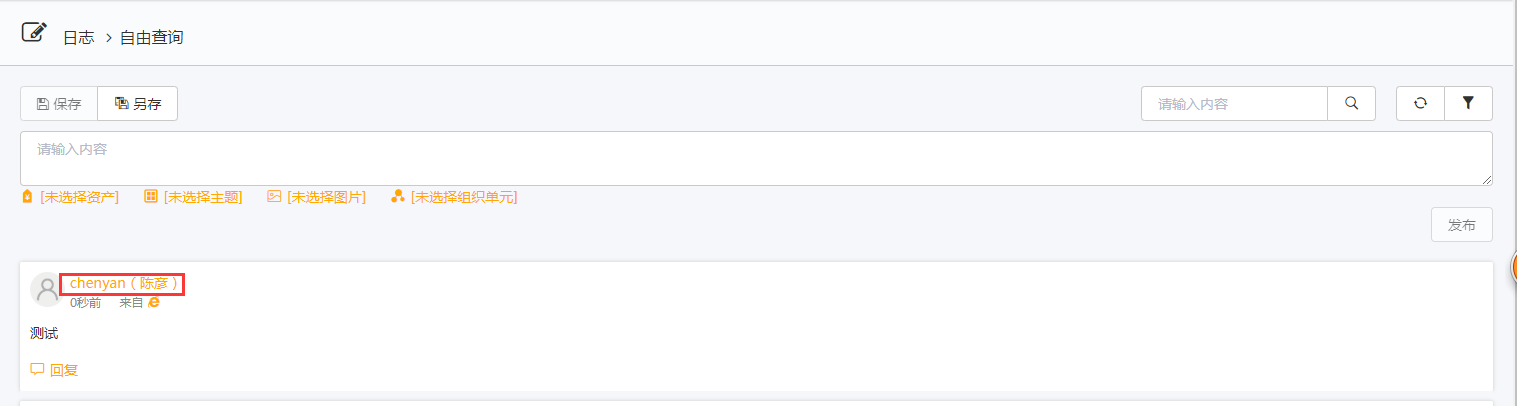 日志 > 自由查询
保存 另存 请输入内容
请输入内容
[未选择资产] [未选择主题] [未选择图片] [未选择组织单元]
发布
chenyan（陈彦）
0秒前 来自
测试
回复